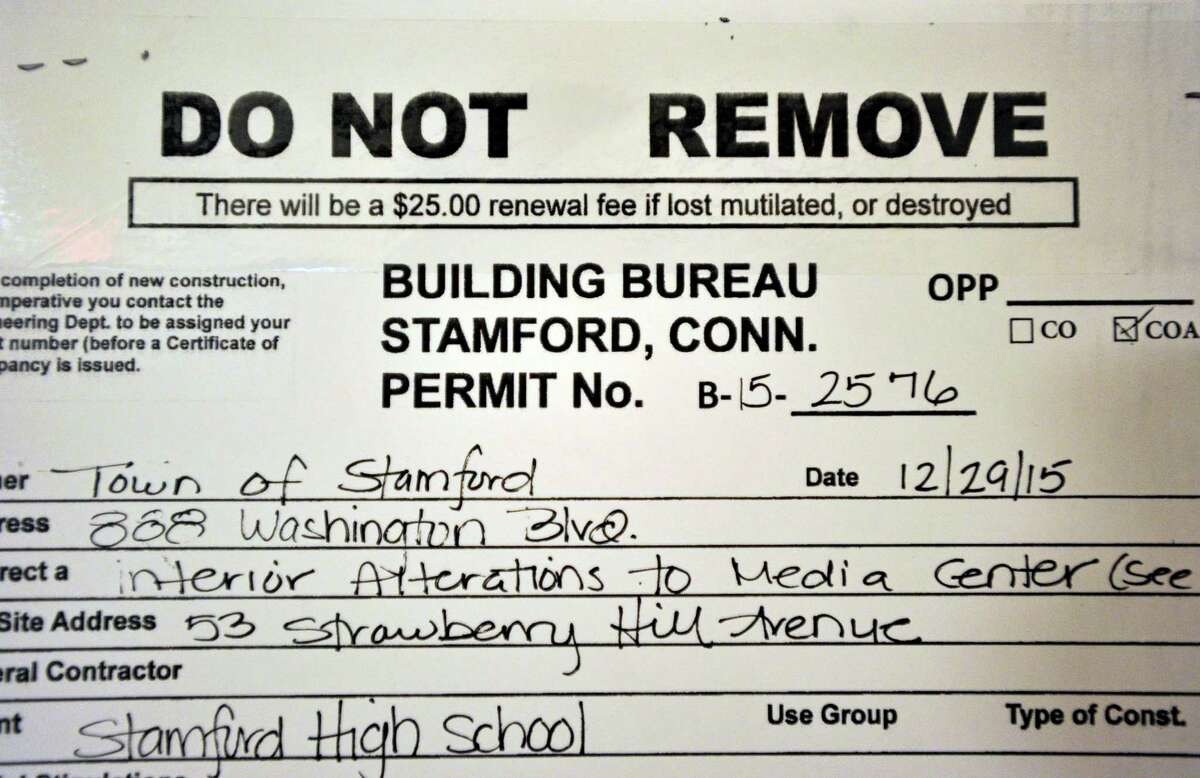 DO NOT REMOVE
There will be a $25.00 renewal fee if lost mutilated, or destroyed
completion of new construction,
mperative you contact the
neering Dept. to be assigned your
t number (before a Certificate of
pancy is issued.
BUILDING BUREAU
STAMFORD, CONN.
PERMIT No. B-15-2576
OPP
CO COA
er Town of Stamford Date 12/29/15
ress 888 Washington Blvd.
rect a interior Alterations to Media Center (See
Site Address 53 Strawberry Hill Avenue
eral Contractor
nt Stamford High School Use Group Type of Const.